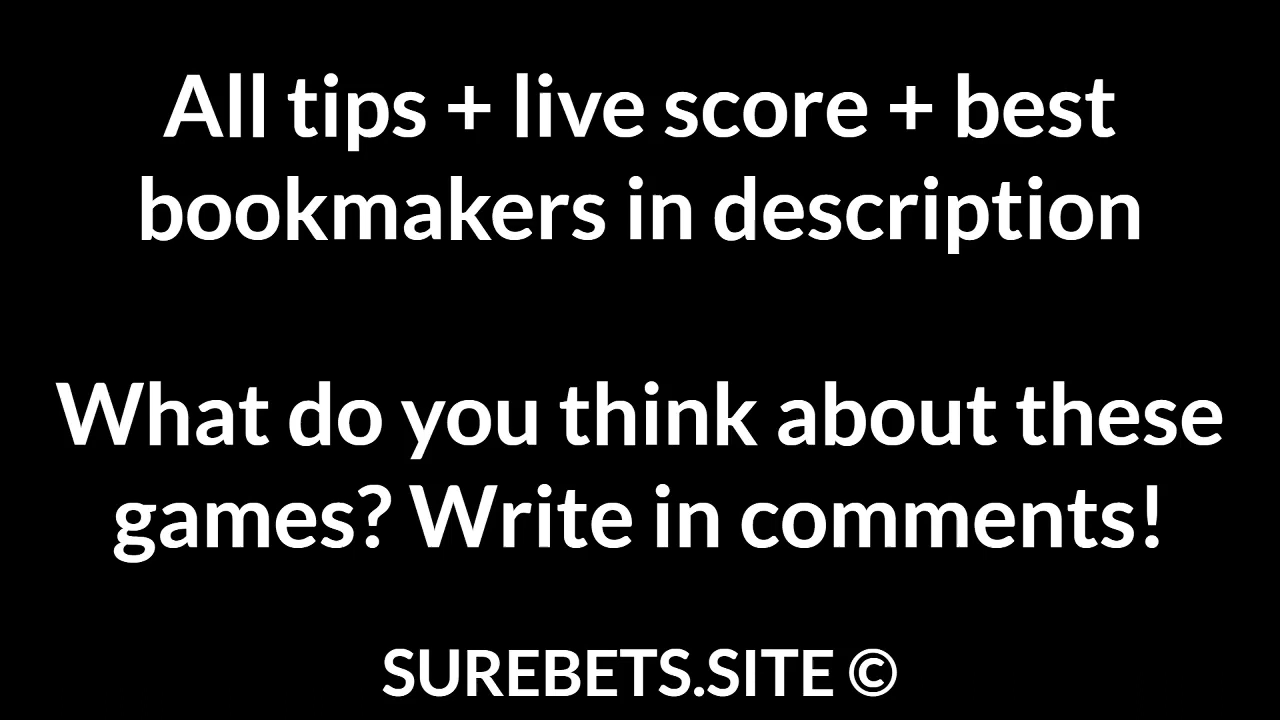 All tips + live score + best
bookmakers in description
What do you think about these
games? Write in comments!
SUREBETS.SITE ©